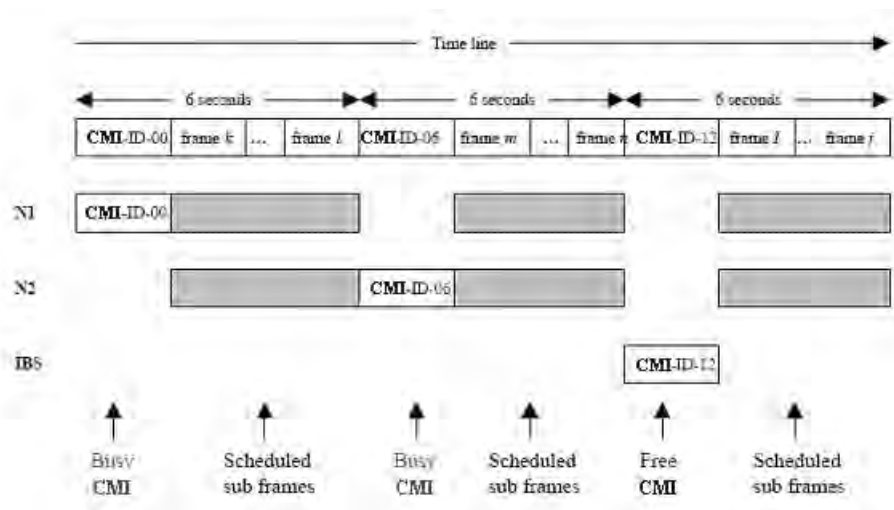 Time line
6 seconds 6 seconds 6 seconds
CMI-ID-00 frame k ... frame l CMI-ID-06 frame m ... frame n CMI-ID-12 frame I ... frame j
N1 CMI-ID-00
N2 CMI-ID-06
IBS CMI-ID-12
Busy Scheduled Busy Scheduled Free Scheduled
CMI sub frames CMI sub frames CMI sub frames